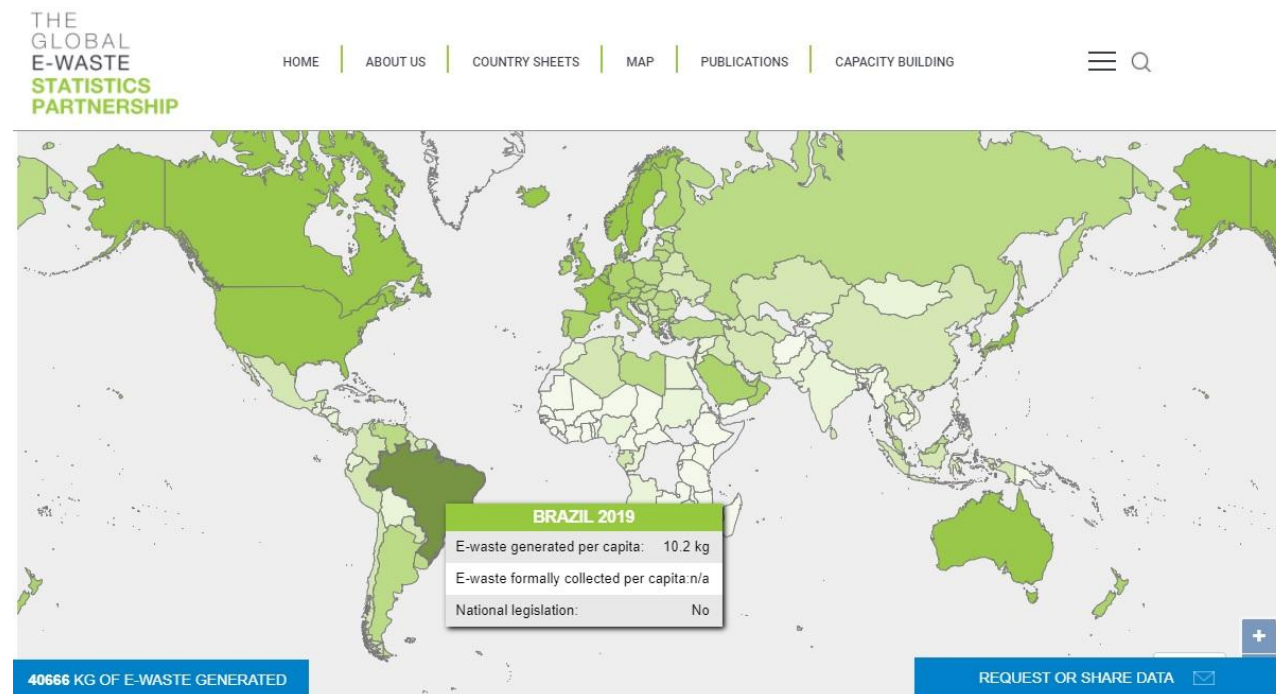 THE
GLOBAL
E-WASTE
STATISTICS
PARTNERSHIP
HOME
ABOUT US
COUNTRY SHEETS
MAP
PUBLICATIONS
CAPACITY BUILDING
BRAZIL 2019
E-waste generated per capita: 10.2 kg
E-waste formally collected per capita:n/a
National legislation: No
+
40666 KG OF E-WASTE GENERATED
REQUEST OR SHARE DATA